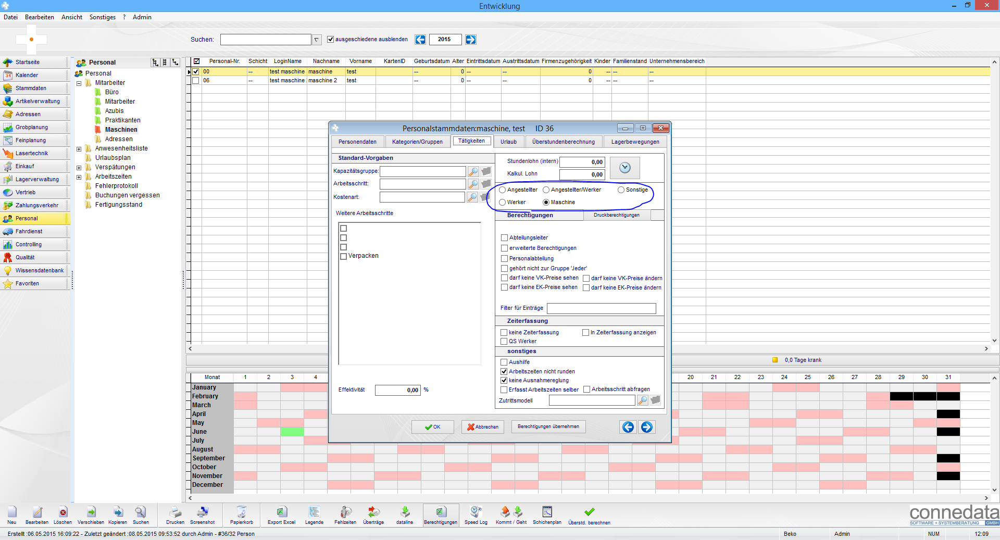 Entwicklung
Datei Bearbeiten Ansicht Sonstiges ? Admin
Suchen: ausgeschiedene ausblenden 2015
Startseite
Kalender
Stammdaten
Artikelverwaltung
Adressen
Grobplanung
Feinplanung
Lasertechnik
Einkauf
Lagerverwaltung
Vertrieb
Zahlungsverkehr
Personal
Fahrdienst
Controlling
Qualität
Wissensdatenbank
Favoriten
Personal
Personal
Mitarbeiter
Büro
Mitarbeiter
Azubis
Praktikanten
Maschinen
Adressen
Anwesenheitsliste
Urlaubsplan
Verspätungen
Arbeitszeiten
Fehlerprotokoll
Buchungen vergessen
Fertigungsstand
Personal-Nr. Schicht LoginName Nachname Vorname KartenID Geburtsdatum Alter Eintrittsdatum Austrittsdatum Firmenzugehörigkeit Kinder Familienstand Unternehmensbereich
00 -- test maschine maschine test -- 0 -- -- 0 -- -- --
06 -- test maschine maschine 2 test -- 0 -- -- 0 -- -- --
Personalstammdaten:maschine, test ID 36
Personendaten Kategorien/Gruppen Tätigkeiten Urlaub Überstundenberechnung Lagerbewegungen
Standard-Vorgaben
Kapazitätsgruppe:
Arbeitsschritt:
Kostenart:
Weitere Arbeitsschritte
Verpacken
Effektivität 0,00 %
Stundenlohn (intern) 0,00
Kalkul. Lohn 0,00
Angestellter Angestellter/Werker Sonstige
Werker Maschine
Berechtigungen Druckberechtigungen
Abteilungsleiter
erweiterte Berechtigungen
Personalabteilung
gehört nicht zur Gruppe 'Jeder'
darf keine VK-Preise sehen darf keine VK-Preise ändern
darf keine EK-Preise sehen darf keine EK-Preise ändern
Filter für Einträge
Zeiterfassung
keine Zeiterfassung In Zeiterfassung anzeigen
QS Werker
sonstiges
Aushilfe
Arbeitszeiten nicht runden
keine Ausnahmereglung
Erfasst Arbeitszeiten selber Arbeitsschritt abfragen
Zutrittsmodell
OK Abbrechen Berechtigungen übernehmen
0,0 Tage krank
Monat 1 2 3 4 20 21 22 23 24 25 26 27 28 29 30 31
January
February
March
April
May
June
July
August
September
October
November
December
Neu Bearbeiten Löschen Verschieben Kopieren Suchen Drucken Screenshot Papierkorb Export Excel Legende Fehlzeiten Überträge dataline Berechtigungen Speed Log Kommt / Geht Schichenplan Überstd. berechnen
connedata
SOFTWARE + SYSTEMBERATUNG GMBH
Erstellt :06.05.2015 16:09:22 - Zuletzt geändert :08.05.2015 09:53:52 durch Admin - #36/32 Person
Beko Admin NUM 12:09